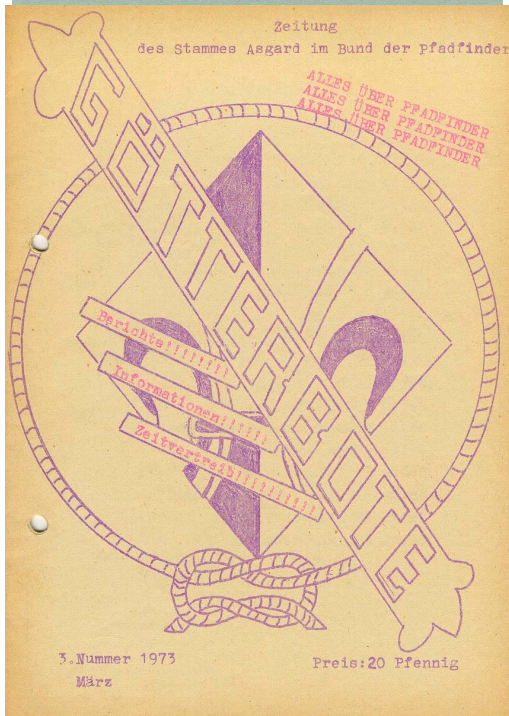 Zeitung
des Stammes Asgard im Bund der Pfadfinder
ALLES ÜBER PFADFINDER
ALLES ÜBER PFADFINDER
ALLES ÜBER PFADFINDER
GÖTTERBOTE
Berichte!!!!!!!!
Informationen!!!!!!
Zeitvertreib!!!!!!!!!!
3.Nummer 1973
März
Preis:20 Pfennig